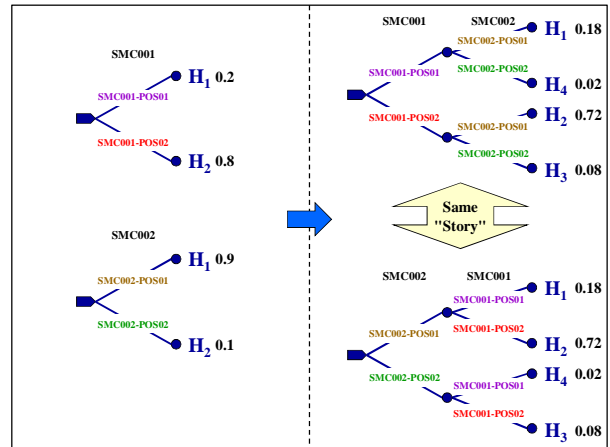 SMC001
H1 0.2
SMC001-POS01
SMC001-POS02
H2 0.8
SMC002
H1 0.9
SMC002-POS01
SMC002-POS02
H2 0.1
SMC001 SMC002
H1 0.18
SMC002-POS01
SMC001-POS01
SMC002-POS02
H4 0.02
H2 0.72
SMC001-POS02
SMC002-POS01
SMC002-POS02
H3 0.08
Same
"Story"
SMC002 SMC001
H1 0.18
SMC001-POS01
SMC002-POS01
SMC001-POS02
H2 0.72
H4 0.02
SMC002-POS02
SMC001-POS01
SMC001-POS02
H3 0.08